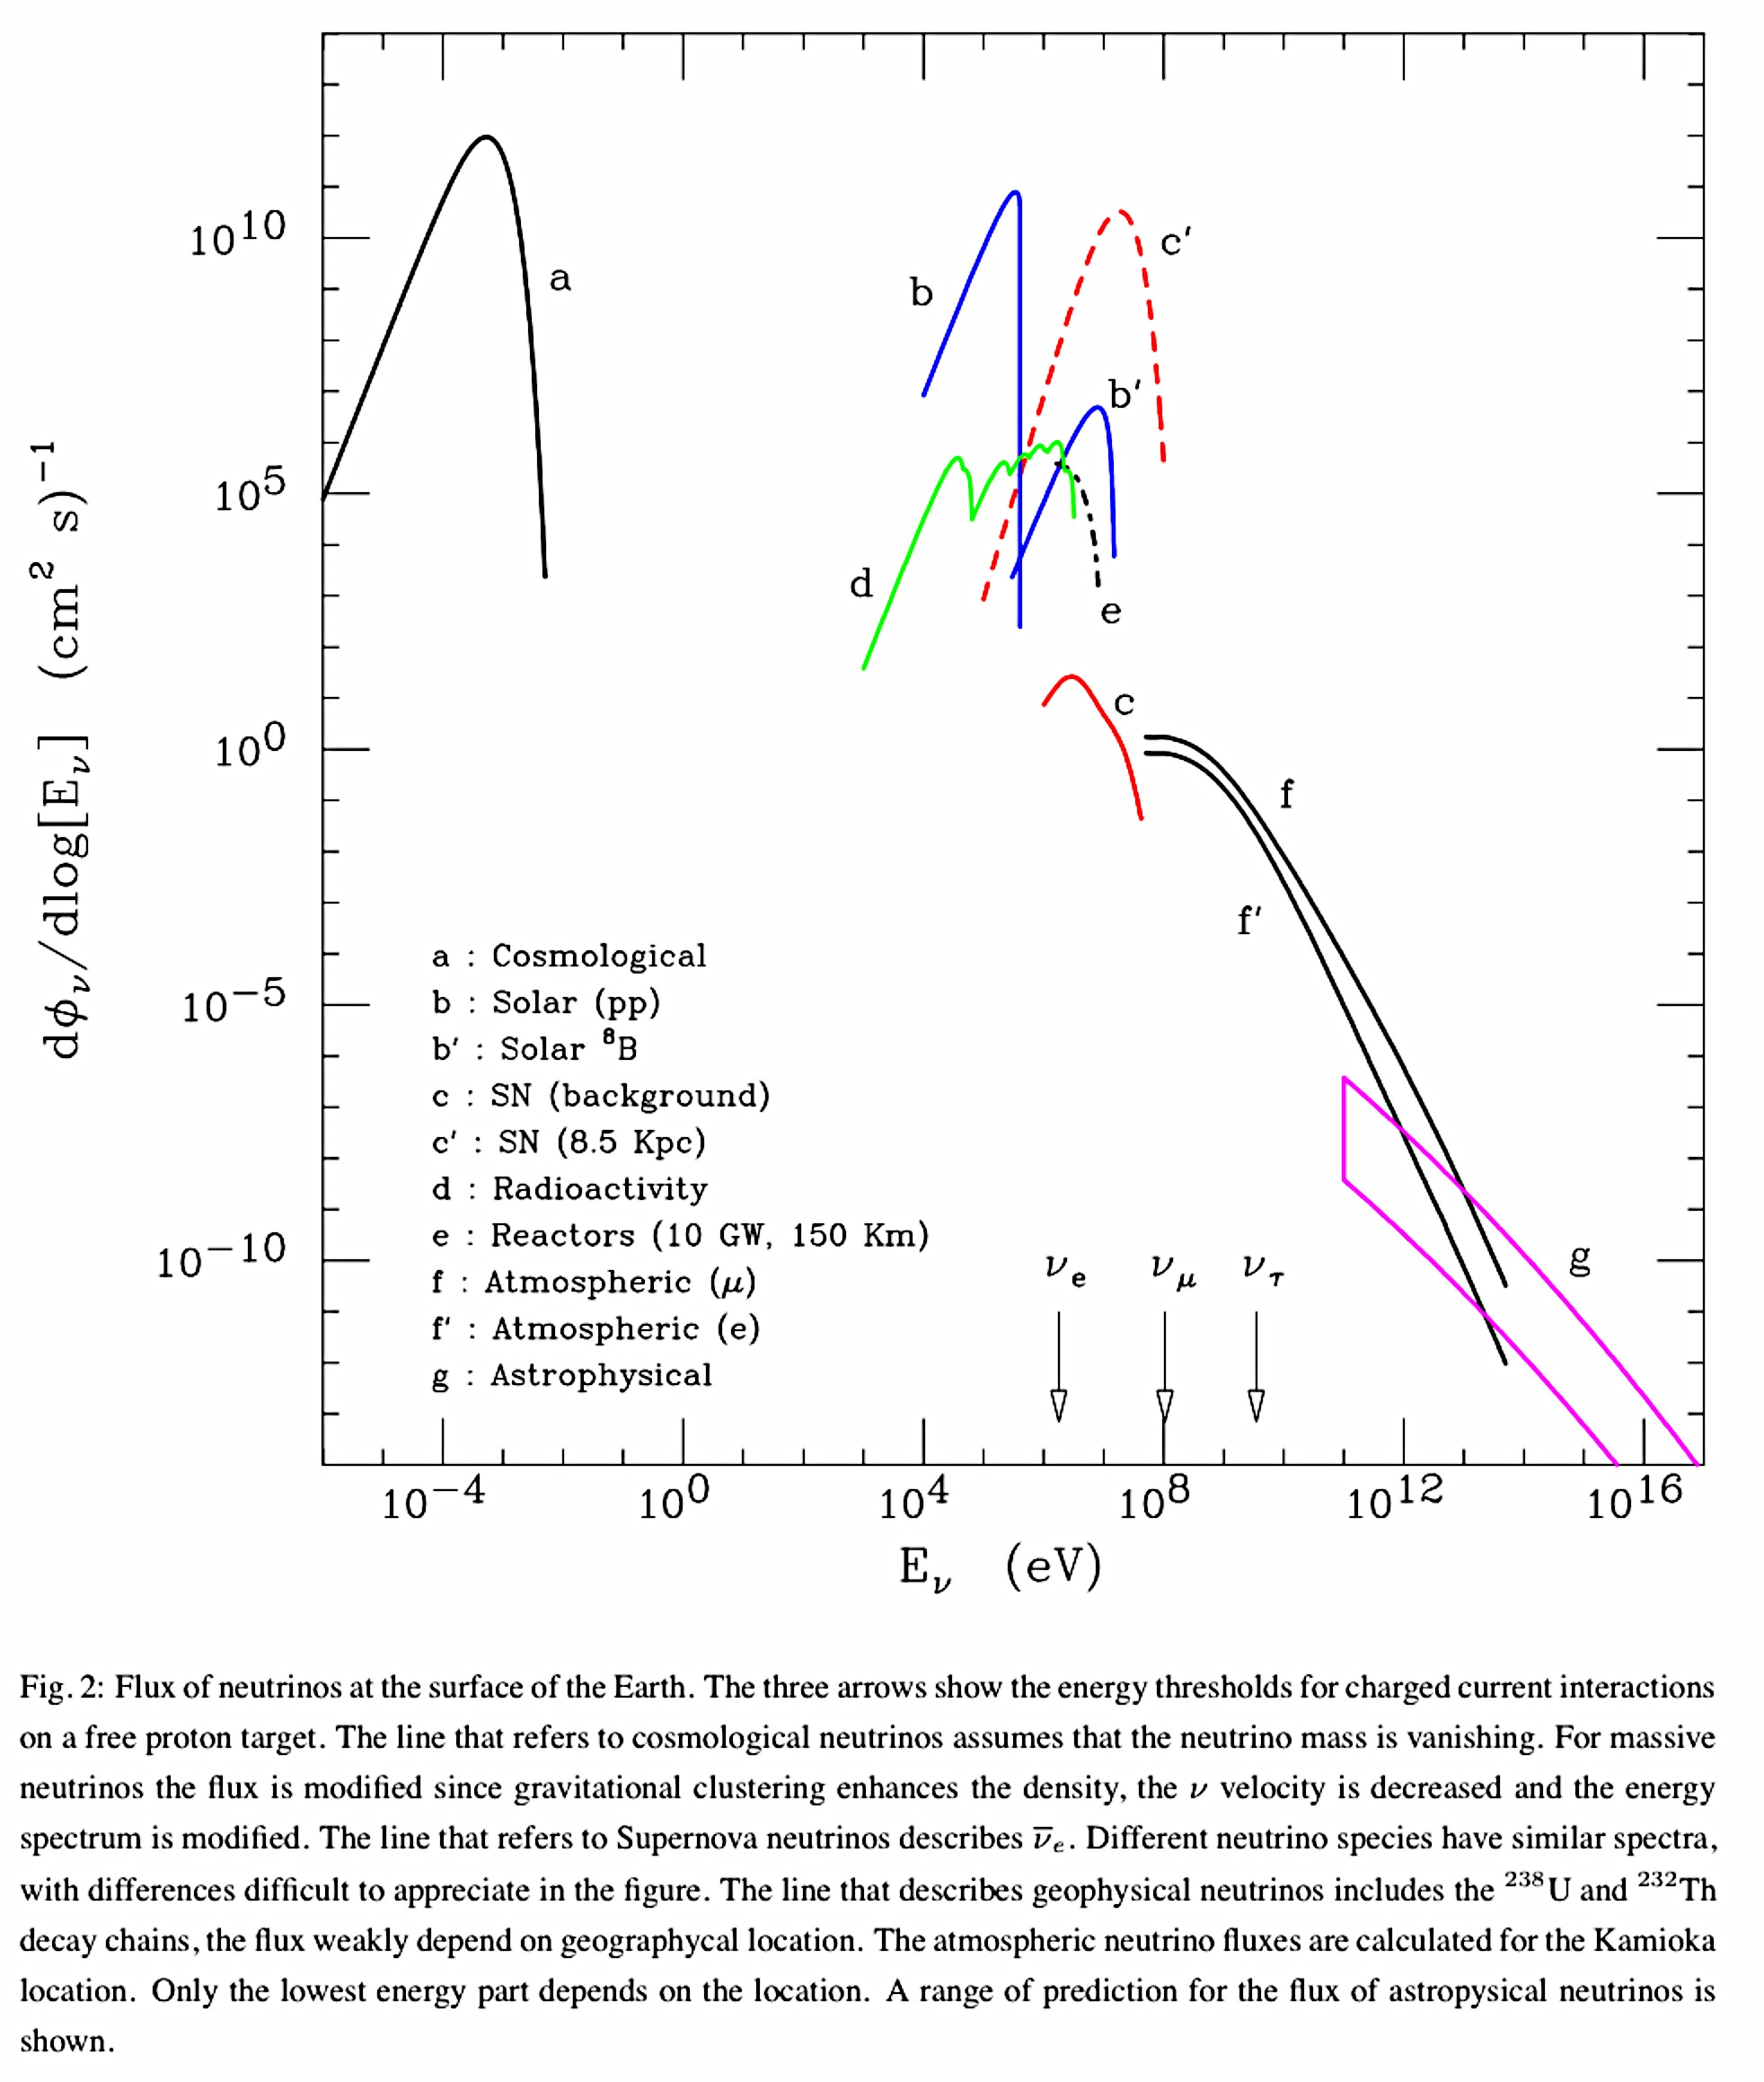 10^10
10^5
10^0
10^−5
10^−10
dϕ_ν/dlog[E_ν] (cm² s)^−1
a
b
c′
b′
d
e
c
f
f′
g
a : Cosmological
b : Solar (pp)
b′ : Solar ⁸B
c : SN (background)
c′ : SN (8.5 Kpc)
d : Radioactivity
e : Reactors (10 GW, 150 Km)
f : Atmospheric (μ)
f′ : Atmospheric (e)
g : Astrophysical
ν_e ν_μ ν_τ
10^−4 10^0 10^4 10^8 10^12 10^16
E_ν (eV)
Fig. 2: Flux of neutrinos at the surface of the Earth. The three arrows show the energy thresholds for charged current interactions
on a free proton target. The line that refers to cosmological neutrinos assumes that the neutrino mass is vanishing. For massive
neutrinos the flux is modified since gravitational clustering enhances the density, the ν velocity is decreased and the energy
spectrum is modified. The line that refers to Supernova neutrinos describes ν̅_e. Different neutrino species have similar spectra,
with differences difficult to appreciate in the figure. The line that describes geophysical neutrinos includes the ²³⁸U and ²³²Th
decay chains, the flux weakly depend on geographycal location. The atmospheric neutrino fluxes are calculated for the Kamioka
location. Only the lowest energy part depends on the location. A range of prediction for the flux of astropysical neutrinos is
shown.